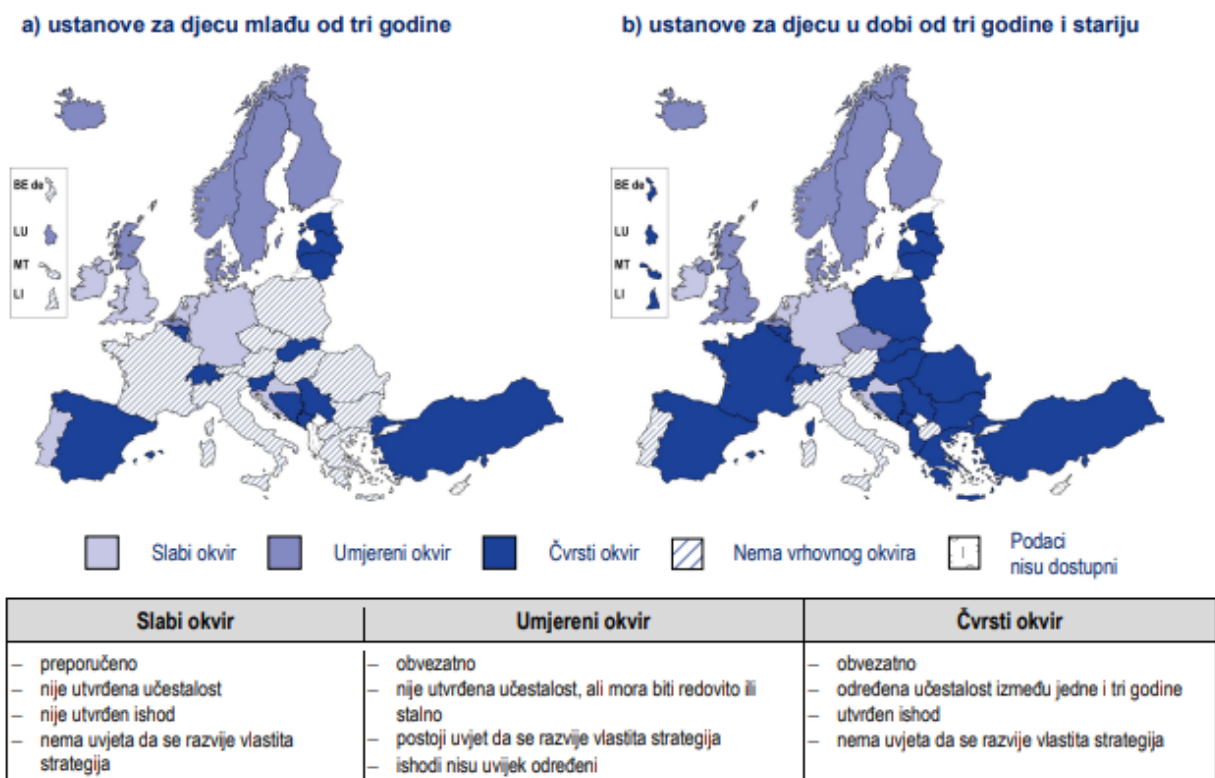 a) ustanove za djecu mlađu od tri godine
b) ustanove za djecu u dobi od tri godine i stariju
BE de
LU
MT
LI
BE de
LU
MT
LI
Slabi okvir
Umjereni okvir
Čvrsti okvir
Nema vrhovnog okvira
Podaci
nisu dostupni
Slabi okvir
Umjereni okvir
Čvrsti okvir
– preporučeno
– nije utvrđena učestalost
– nije utvrđen ishod
– nema uvjeta da se razvije vlastita
strategija
– obvezatno
– nije utvrđena učestalost, ali mora biti redovito ili
stalno
– postoji uvjet da se razvije vlastita strategija
– ishodi nisu uvijek određeni
– obvezatno
– određena učestalost između jedne i tri godine
– utvrđen ishod
– nema uvjeta da se razvije vlastita strategija